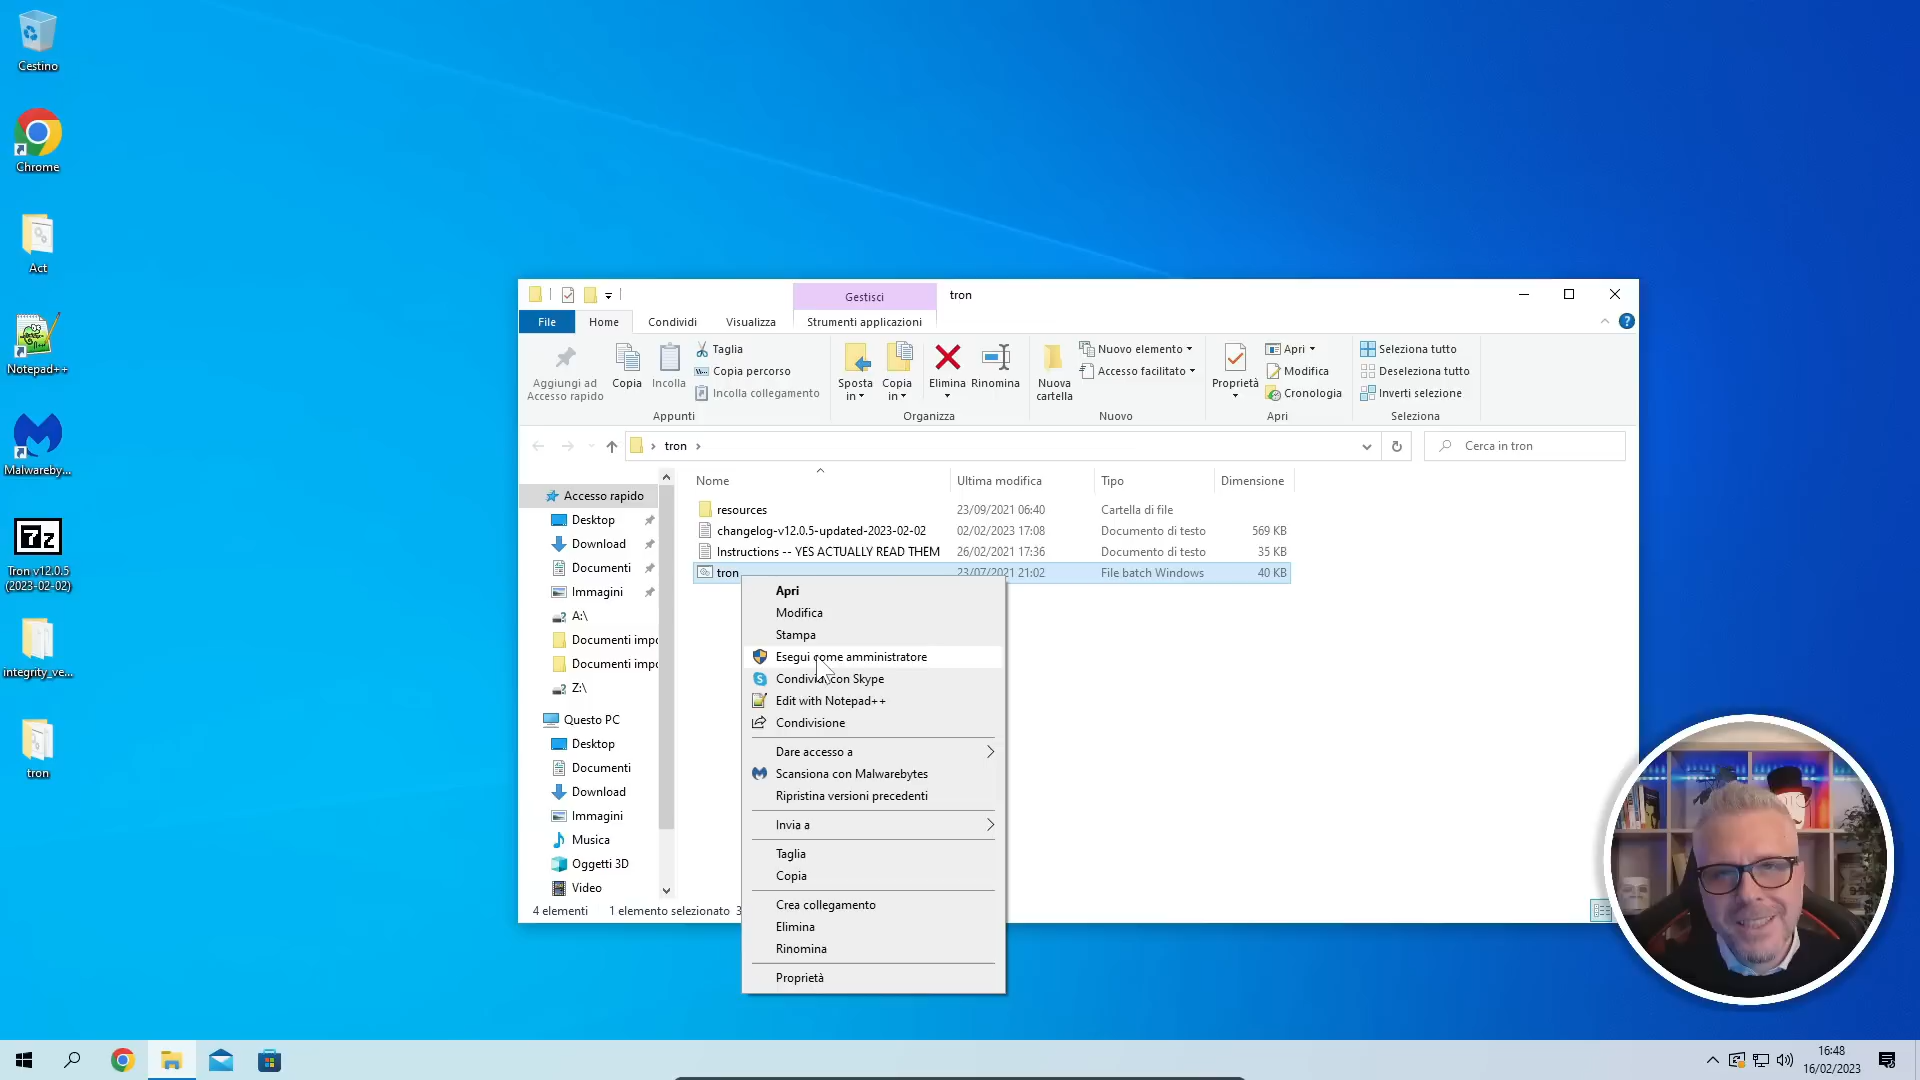 Cestino
Chrome
Act
Notepad++
Malwareby...
7z
Tron v12.0.5
(2023-02-02)
integrity_ve...
tron
Gestisci
tron
File
Home
Condividi
Visualizza
Strumenti applicazioni
Aggiungi ad
Accesso rapido
Copia
Incolla
Taglia
Copia percorso
Incolla collegamento
Appunti
Sposta
in
Copia
in
Elimina
Rinomina
Organizza
Nuova
cartella
Nuovo elemento
Accesso facilitato
Nuovo
Proprietà
Apri
Modifica
Cronologia
Apri
Seleziona tutto
Deseleziona tutto
Inverti selezione
Seleziona
tron
Cerca in tron
Nome
Ultima modifica
Tipo
Dimensione
resources 23/09/2021 06:40 Cartella di file
changelog-v12.0.5-updated-2023-02-02 02/02/2023 17:08 Documento di testo 569 KB
Instructions -- YES ACTUALLY READ THEM 26/02/2021 17:36 Documento di testo 35 KB
tron 23/07/2021 21:02 File batch Windows 40 KB
Accesso rapido
Desktop
Download
Documenti
Immagini
A:\
Documenti impo
Documenti impo
Z:\
Questo PC
Desktop
Documenti
Download
Immagini
Musica
Oggetti 3D
Video
4 elementi
1 elemento selezionato 3
Apri
Modifica
Stampa
Esegui come amministratore
Condividi con Skype
Edit with Notepad++
Condivisione
Dare accesso a
Scansiona con Malwarebytes
Ripristina versioni precedenti
Invia a
Taglia
Copia
Crea collegamento
Elimina
Rinomina
Proprietà
16:48
16/02/2023